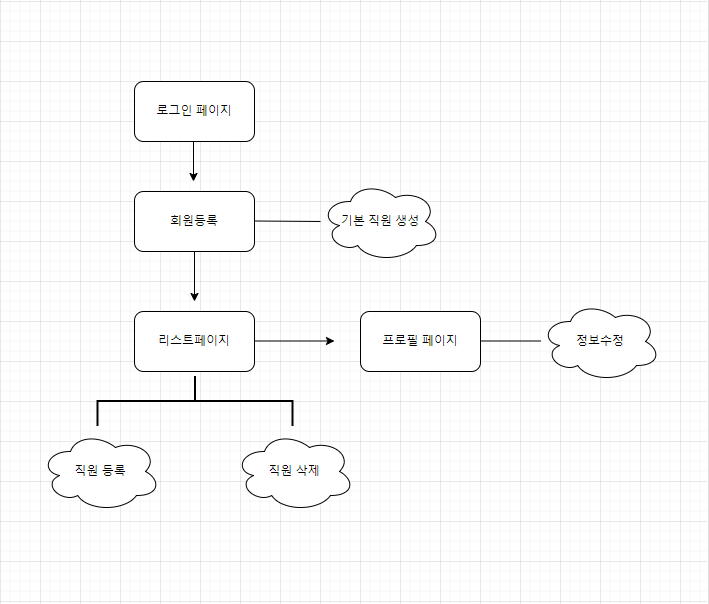 로그인 페이지
회원등록
기본 직원 생성
리스트페이지
프로필 페이지
정보수정
직원 등록
직원 삭제